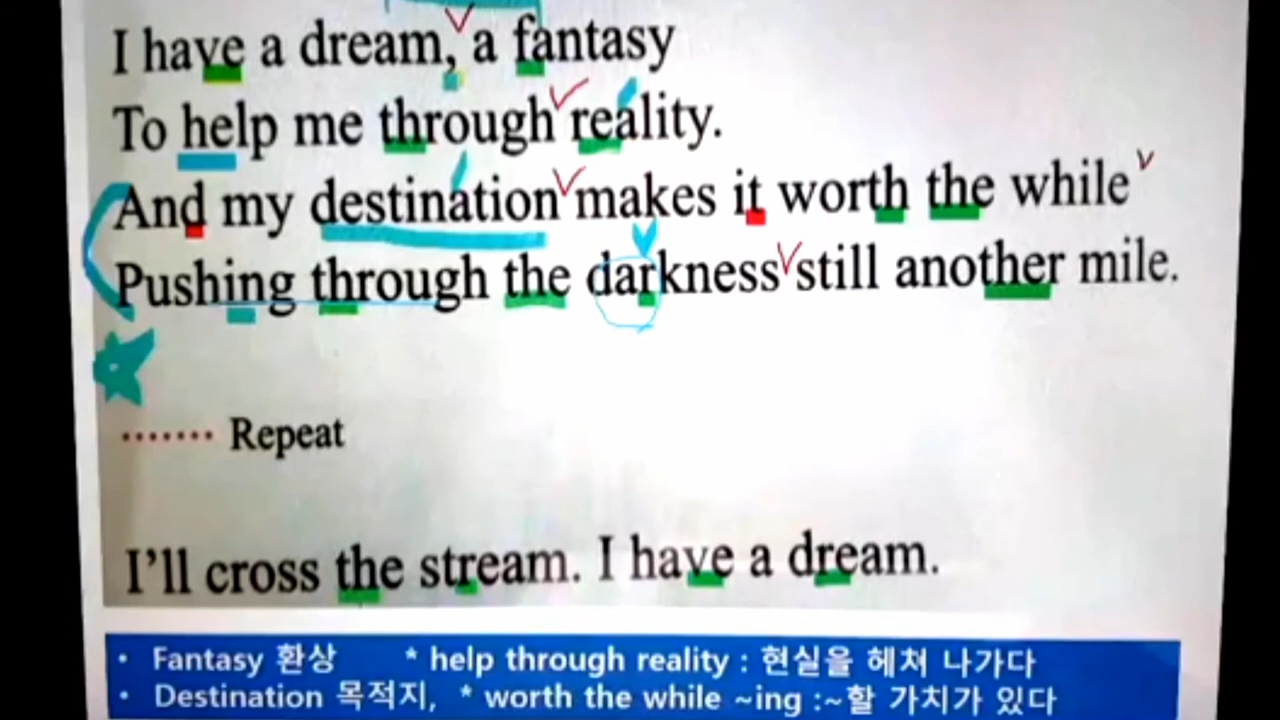 I have a dream, a fantasy
To help me through reality.
And my destination makes it worth the while
Pushing through the darkness still another mile.
....... Repeat
I'll cross the stream. I have a dream.
• Fantasy 환상 * help through reality : 현실을 헤쳐 나가다
• Destination 목적지, * worth the while ~ing :~할 가치가 있다